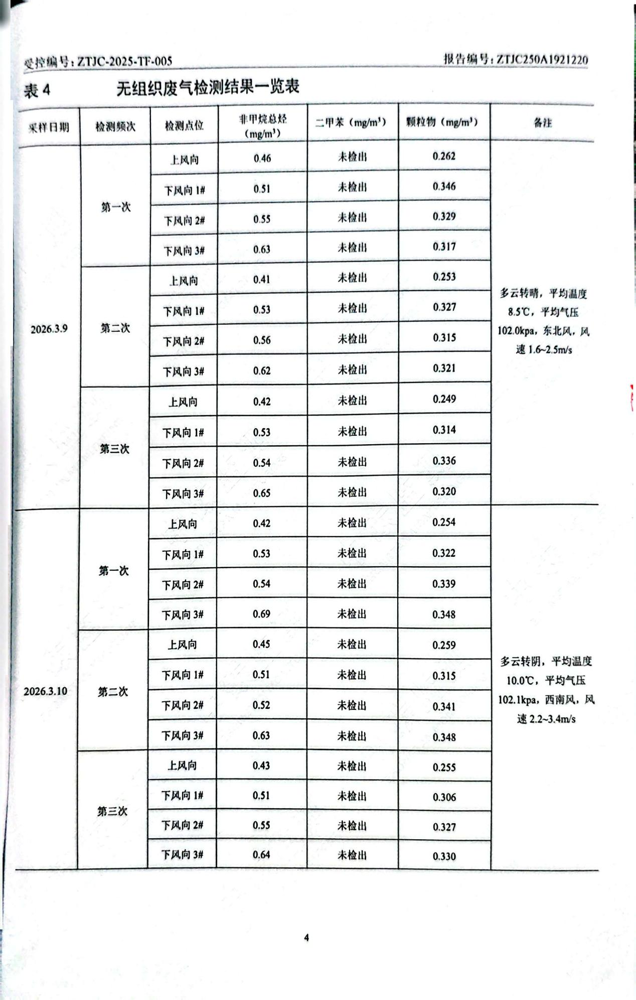 受控编号：ZTJC-2025-TF-005 报告编号：ZTJC250A1921220
表 4 无组织废气检测结果一览表
采样日期 检测频次 检测点位 非甲烷总烃（mg/m³） 二甲苯（mg/m³） 颗粒物（mg/m³） 备注
2026.3.9
第一次
上风向 0.46 未检出 0.262
下风向 1# 0.51 未检出 0.346
下风向 2# 0.55 未检出 0.329
下风向 3# 0.63 未检出 0.317
第二次
上风向 0.41 未检出 0.253
下风向 1# 0.53 未检出 0.327
下风向 2# 0.56 未检出 0.315
下风向 3# 0.62 未检出 0.321
第三次
上风向 0.42 未检出 0.249
下风向 1# 0.53 未检出 0.314
下风向 2# 0.54 未检出 0.336
下风向 3# 0.65 未检出 0.320
多云转晴，平均温度
8.5℃，平均气压
102.0kpa，东北风，风
速 1.6~2.5m/s
2026.3.10
第一次
上风向 0.42 未检出 0.254
下风向 1# 0.53 未检出 0.322
下风向 2# 0.54 未检出 0.339
下风向 3# 0.69 未检出 0.348
第二次
上风向 0.45 未检出 0.259
下风向 1# 0.51 未检出 0.315
下风向 2# 0.52 未检出 0.341
下风向 3# 0.63 未检出 0.348
第三次
上风向 0.43 未检出 0.255
下风向 1# 0.51 未检出 0.306
下风向 2# 0.55 未检出 0.327
下风向 3# 0.64 未检出 0.330
多云转阴，平均温度
10.0℃，平均气压
102.1kpa，西南风，风
速 2.2~3.4m/s
4